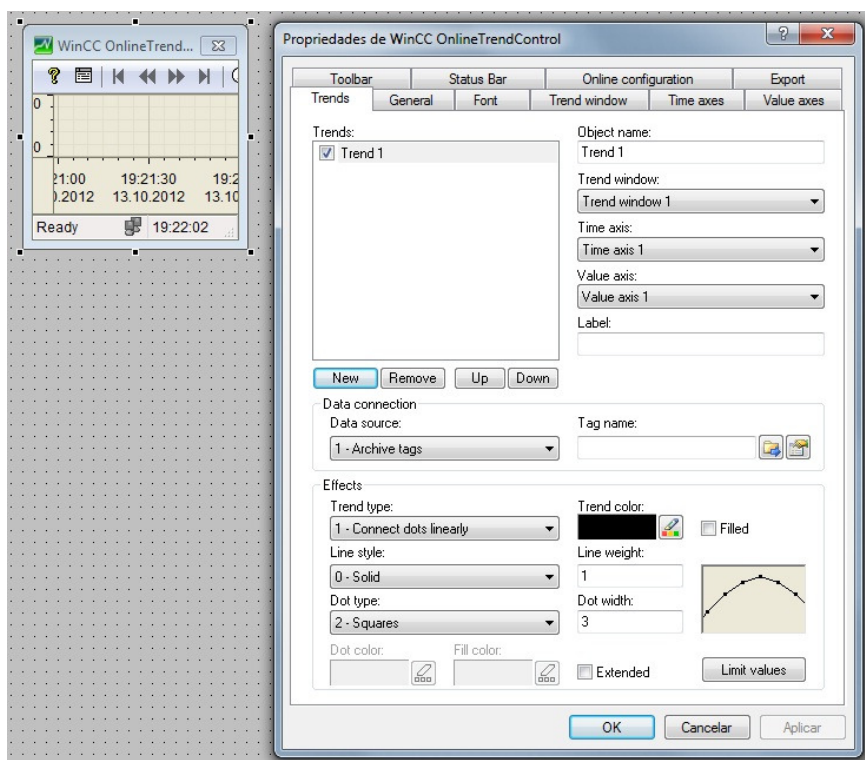 WinCC OnlineTrend...
0
0
21:00 19:21:30 19:2
0.2012 13.10.2012 13.10
Ready 19:22:02
Propriedades de WinCC OnlineTrendControl
Toolbar Status Bar Online configuration Export
Trends General Font Trend window Time axes Value axes
Trends:
Trend 1
New Remove Up Down
Object name:
Trend 1
Trend window:
Trend window 1
Time axis:
Time axis 1
Value axis:
Value axis 1
Label:
Data connection
Data source:
1 - Archive tags
Tag name:
Effects
Trend type:
1 - Connect dots linearly
Trend color:
Filled
Line style:
0 - Solid
Line weight:
1
Dot type:
2 - Squares
Dot width:
3
Dot color: Fill color:
Extended
Limit values
OK Cancelar Aplicar